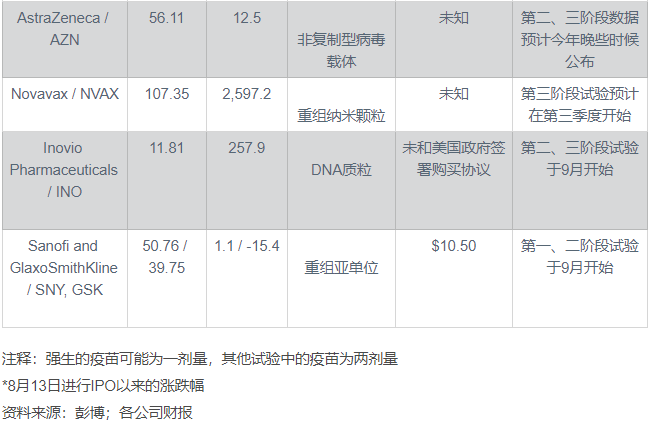 AstraZeneca / AZN 56.11 12.5 非复制型病毒载体 未知 第二、三阶段数据预计今年晚些时候公布
Novavax / NVAX 107.35 2,597.2 重组纳米颗粒 未知 第三阶段试验预计在第三季度开始
Inovio Pharmaceuticals / INO 11.81 257.9 DNA质粒 未和美国政府签署购买协议 第二、三阶段试验于9月开始
Sanofi and GlaxoSmithKline / SNY, GSK 50.76 / 39.75 1.1 / -15.4 重组亚单位 $10.50 第一、二阶段试验于9月开始
注释：强生的疫苗可能为一剂量，其他试验中的疫苗为两剂量
*8月13日进行IPO以来的涨跌幅
资料来源：彭博；各公司财报